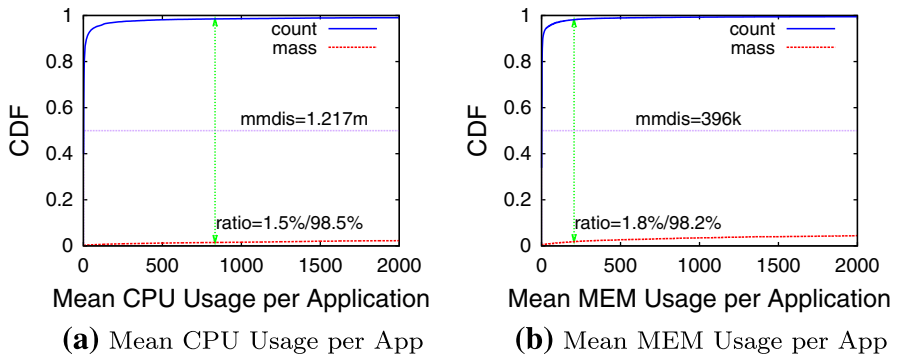 1
0.8
0.6
0.4
0.2
0
CDF
count
mass
mmdis=1.217m
ratio=1.5%/98.5%
0 500 1000 1500 2000
Mean CPU Usage per Application
(a) Mean CPU Usage per App
1
0.8
0.6
0.4
0.2
0
CDF
count
mass
mmdis=396k
ratio=1.8%/98.2%
0 500 1000 1500 2000
Mean MEM Usage per Application
(b) Mean MEM Usage per App